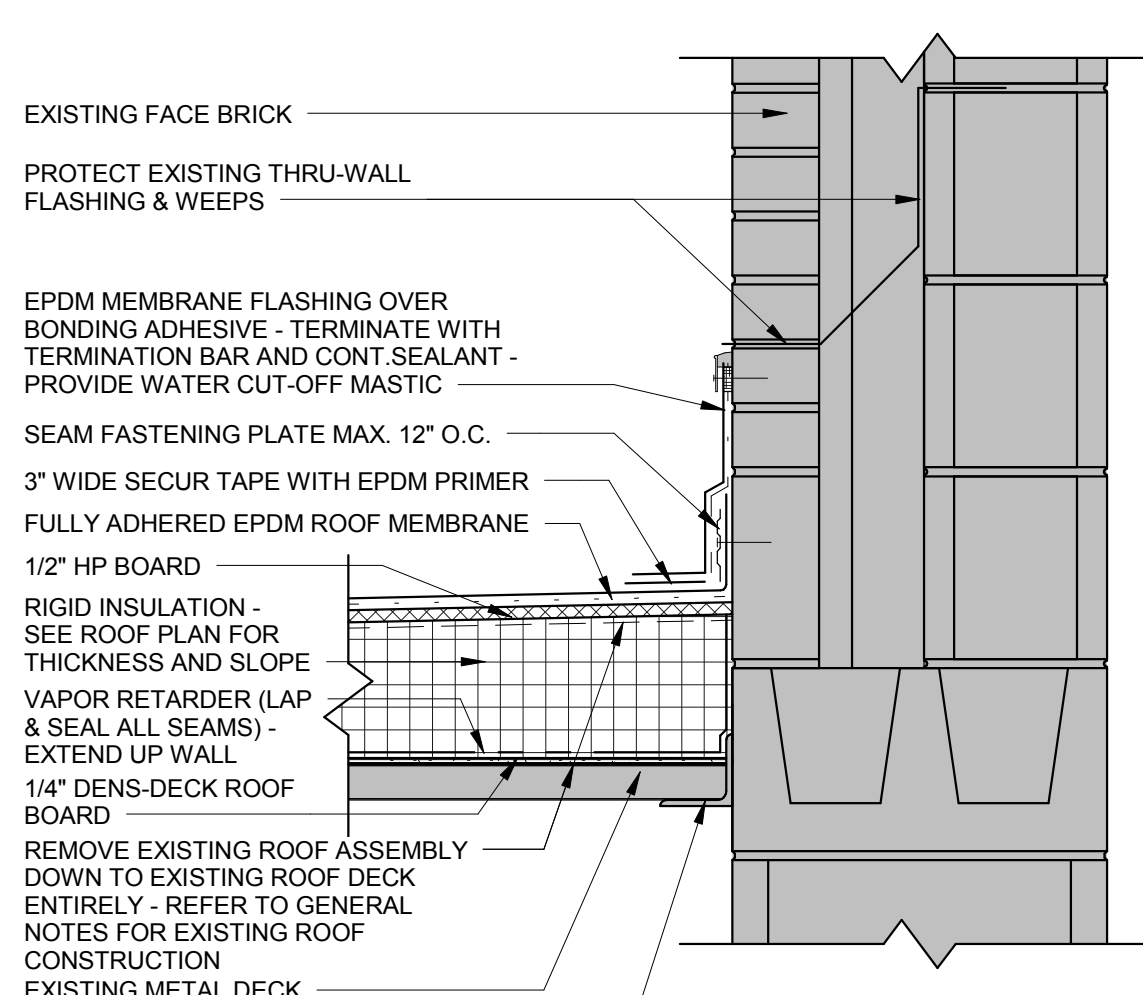 EXISTING FACE BRICK
PROTECT EXISTING THRU-WALL
FLASHING & WEEPS
EPDM MEMBRANE FLASHING OVER
BONDING ADHESIVE - TERMINATE WITH
TERMINATION BAR AND CONT.SEALANT -
PROVIDE WATER CUT-OFF MASTIC
SEAM FASTENING PLATE MAX. 12" O.C.
3" WIDE SECUR TAPE WITH EPDM PRIMER
FULLY ADHERED EPDM ROOF MEMBRANE
1/2" HP BOARD
RIGID INSULATION -
SEE ROOF PLAN FOR
THICKNESS AND SLOPE
VAPOR RETARDER (LAP
& SEAL ALL SEAMS) -
EXTEND UP WALL
1/4" DENS-DECK ROOF
BOARD
REMOVE EXISTING ROOF ASSEMBLY
DOWN TO EXISTING ROOF DECK
ENTIRELY - REFER TO GENERAL
NOTES FOR EXISTING ROOF
CONSTRUCTION
EXISTING METAL DECK